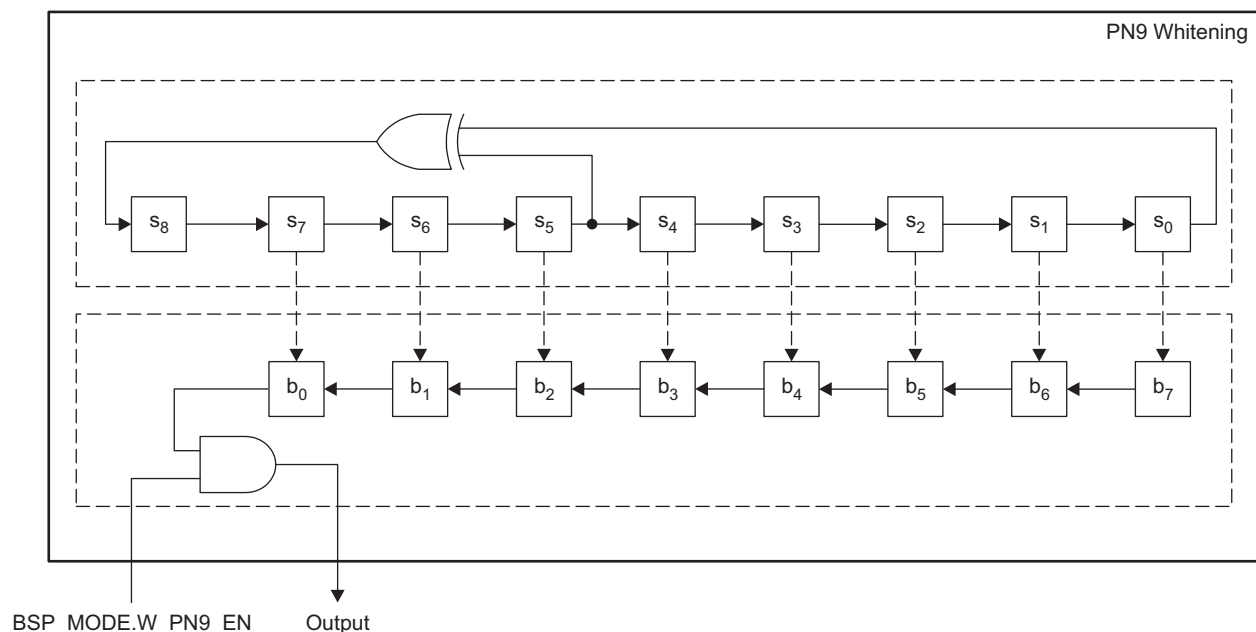 PN9 Whitening
s8 s7 s6 s5 s4 s3 s2 s1 s0
b0 b1 b2 b3 b4 b5 b6 b7
BSP_MODE.W_PN9_EN Output